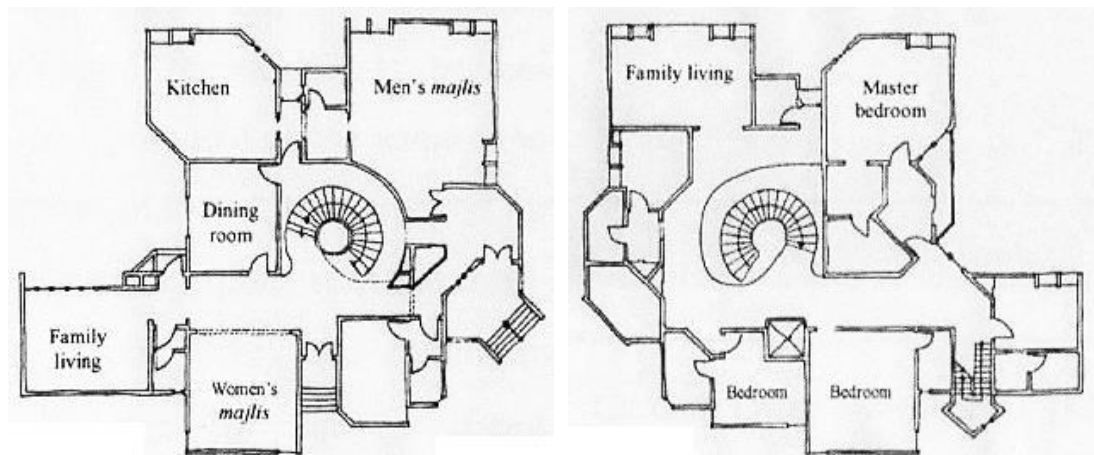 Kitchen
Men's majlis
Dining
room
Family
living
Women's
majlis
Family living
Master
bedroom
Bedroom
Bedroom